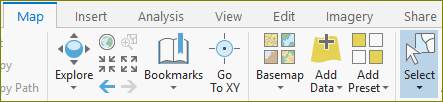 Map Insert Analysis View Edit Imagery Share
Explore Bookmarks Go To XY Basemap Add Data Add Preset Select
py Path